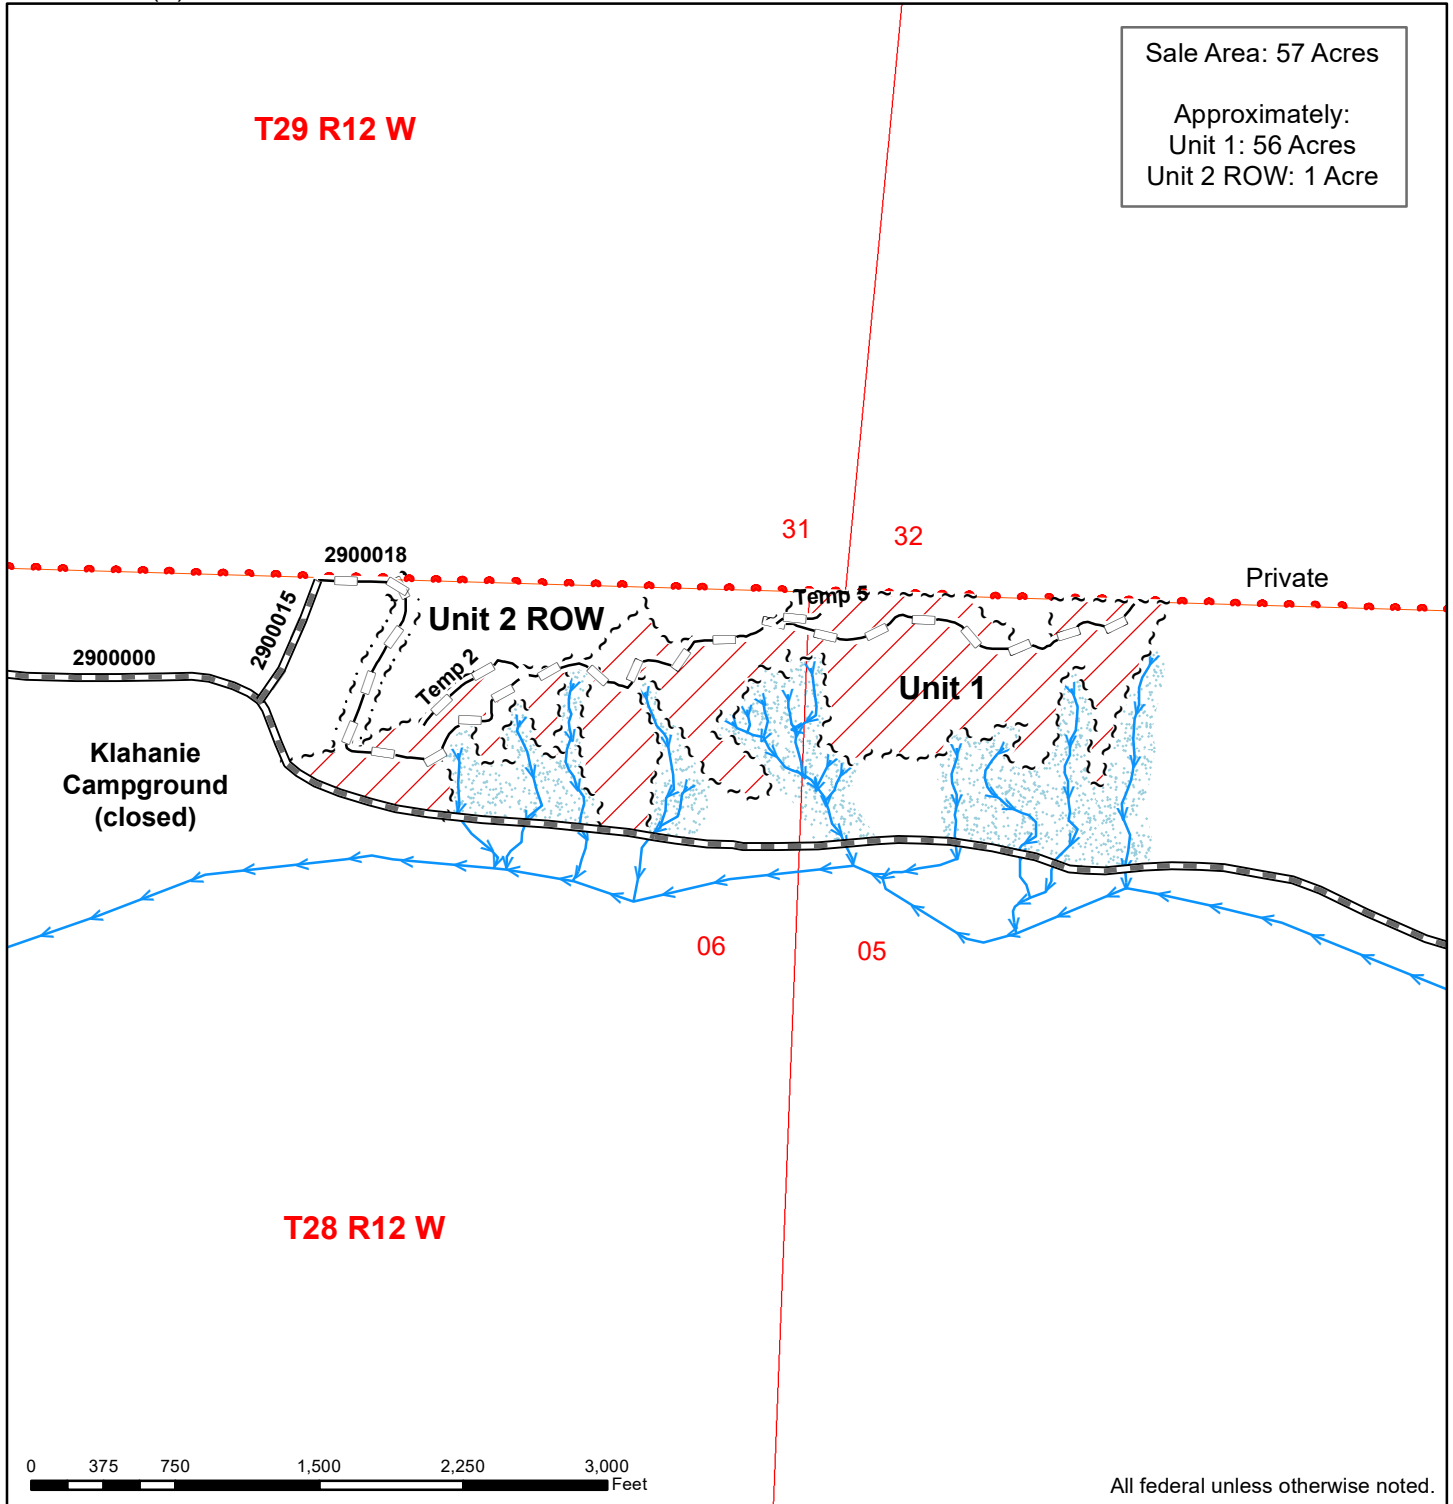 Sale Area: 57 Acres
Approximately:
Unit 1: 56 Acres
Unit 2 ROW: 1 Acre
T29 R12 W
31
32
2900018
Private
Temp 5
2900015
Unit 2 ROW
2900000
Temp 2
Unit 1
Klahanie
Campground
(closed)
06
05
T28 R12 W
0 375 750 1,500 2,250 3,000
Feet
All federal unless otherwise noted.